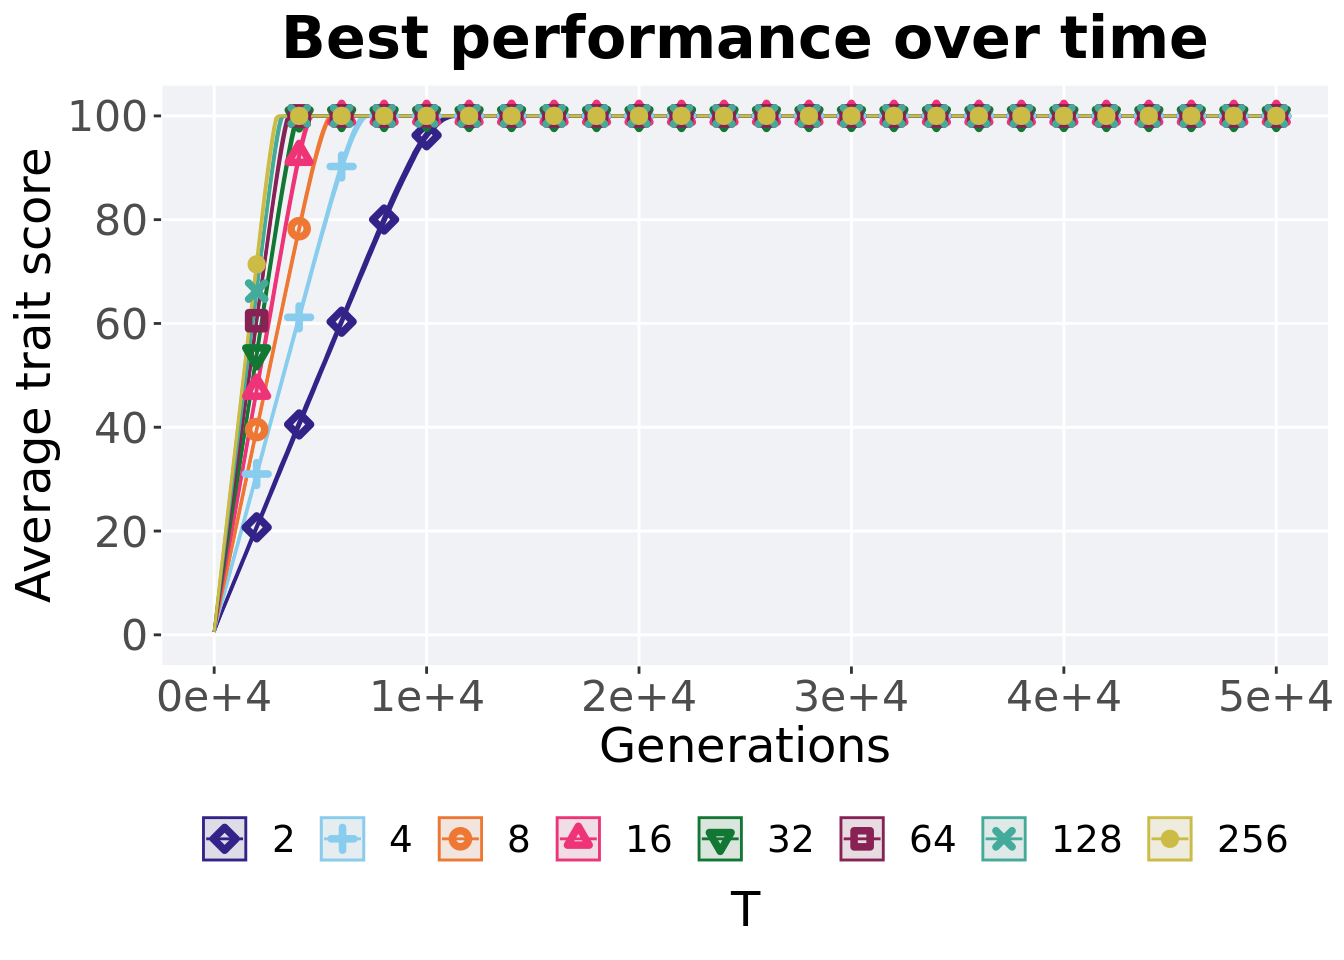 Best performance over time
Average trait score
100
80
60
40
20
0
0e+4 1e+4 2e+4 3e+4 4e+4 5e+4
Generations
2 4 8 16 32 64 128 256
T